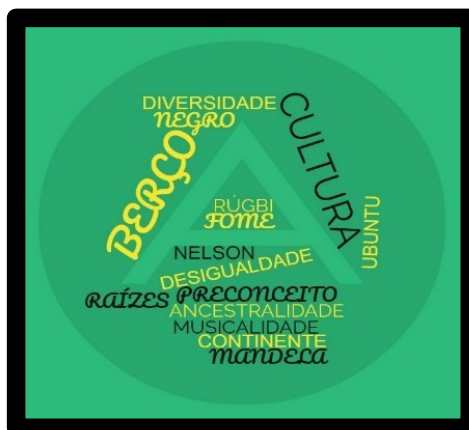 DIVERSIDADE
NEGRO
BERÇO
CULTURA
RÚGBI
FOME
UBUNTU
NELSON
DESIGUALDADE
RAÍZES PRECONCEITO
ANCESTRALIDADE
MUSICALIDADE
CONTINENTE
MANDELA